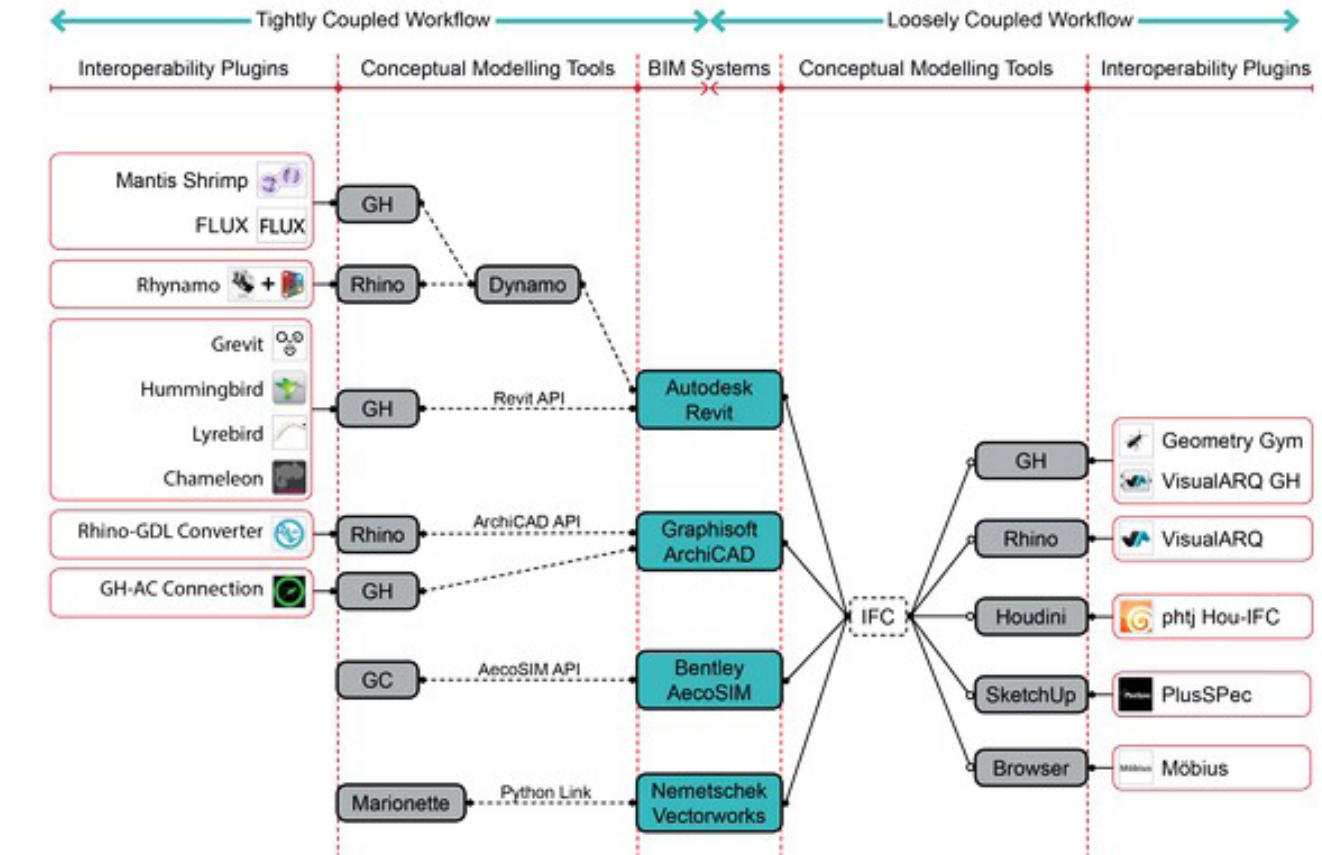 Tightly Coupled Workflow
Loosely Coupled Workflow
Interoperability Plugins
Conceptual Modelling Tools
BIM Systems
Conceptual Modelling Tools
Interoperability Plugins
Mantis Shrimp
FLUX FLUX
GH
Rhynamo +
Rhino
Dynamo
Grevit
Hummingbird
Lyrebird
Chameleon
GH
Revit API
Autodesk
Revit
Rhino-GDL Converter
Rhino
ArchiCAD API
Graphisoft
ArchiCAD
GH-AC Connection
GH
GC
AecoSIM API
Bentley
AecoSIM
Marionette
Python Link
Nemetschek
Vectorworks
IFC
GH
Geometry Gym
VisualARQ GH
Rhino
VisualARQ
Houdini
phtj Hou-IFC
SketchUp
PlusSPec
Browser
Möbius Möbius